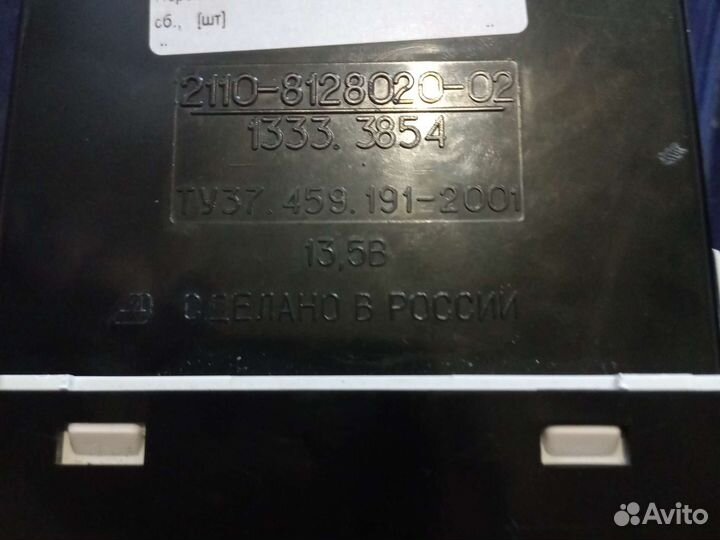 сб., [шт]
2110-8128020-02
1333.3854
ТУ37.459.191-2001
13,5В
СДЕЛАНО В РОССИИ
Avito